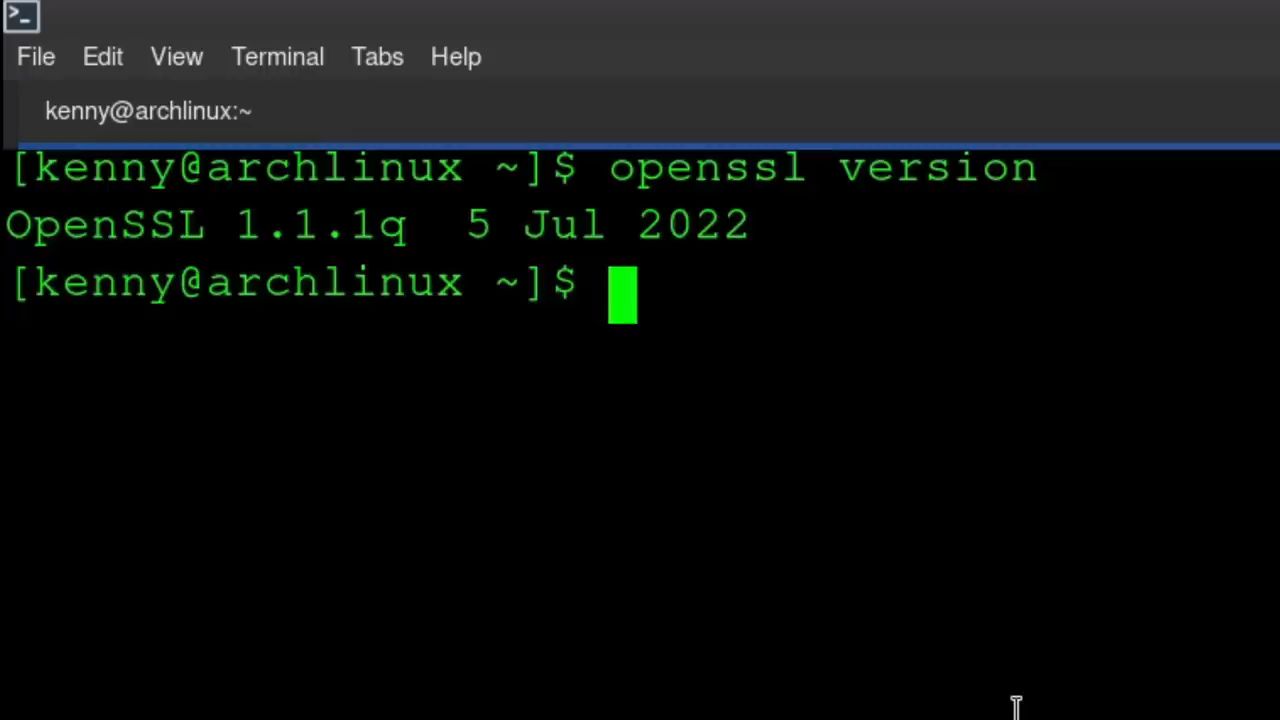 File Edit View Terminal Tabs Help
kenny@archlinux:~
[kenny@archlinux ~]$ openssl version
OpenSSL 1.1.1q  5 Jul 2022
[kenny@archlinux ~]$